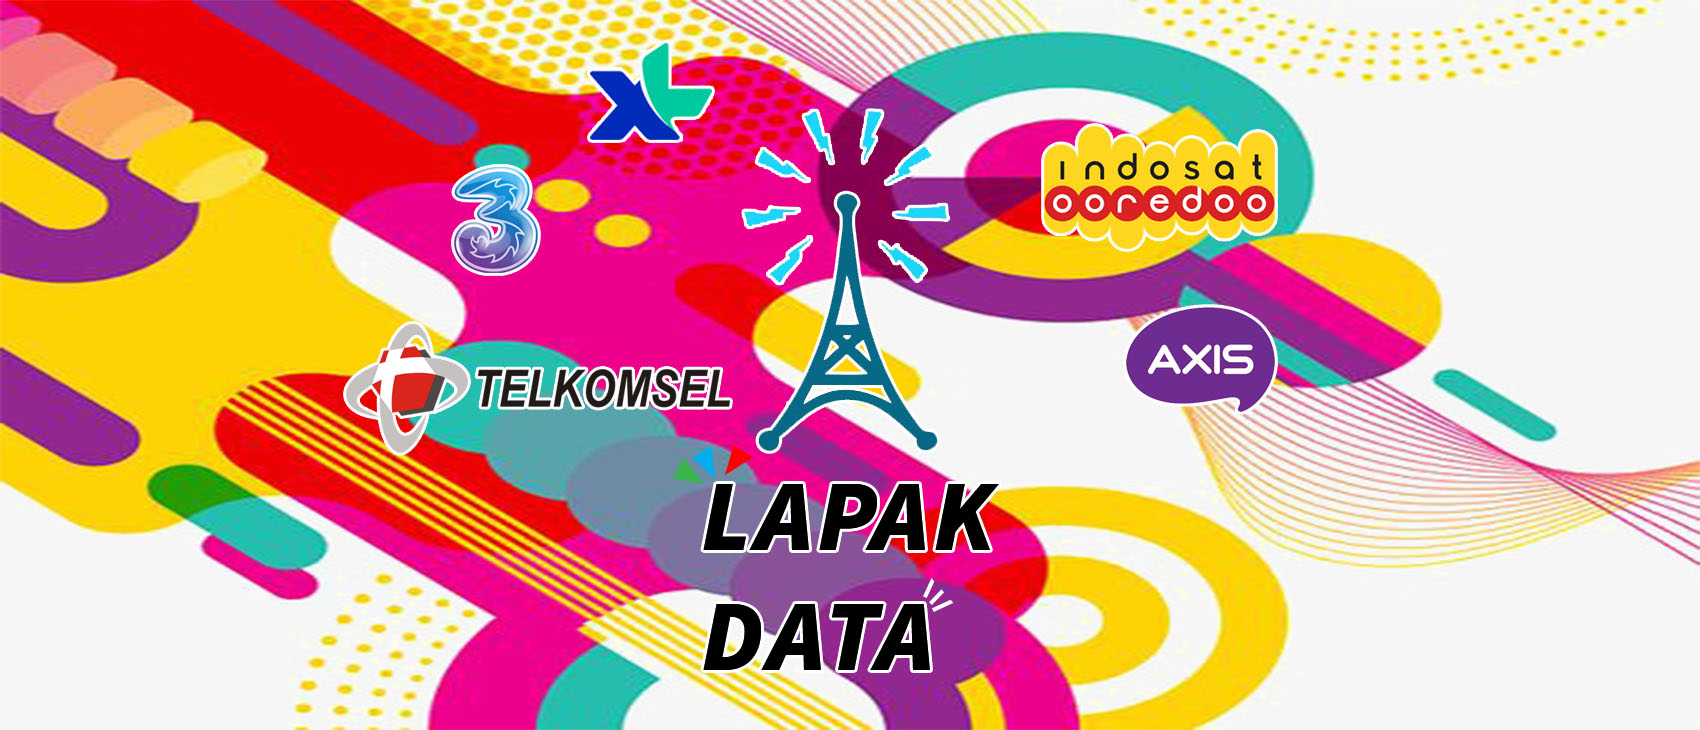 XL
3
indosat
ooredoo
AXIS
TELKOMSEL
LAPAK
DATA